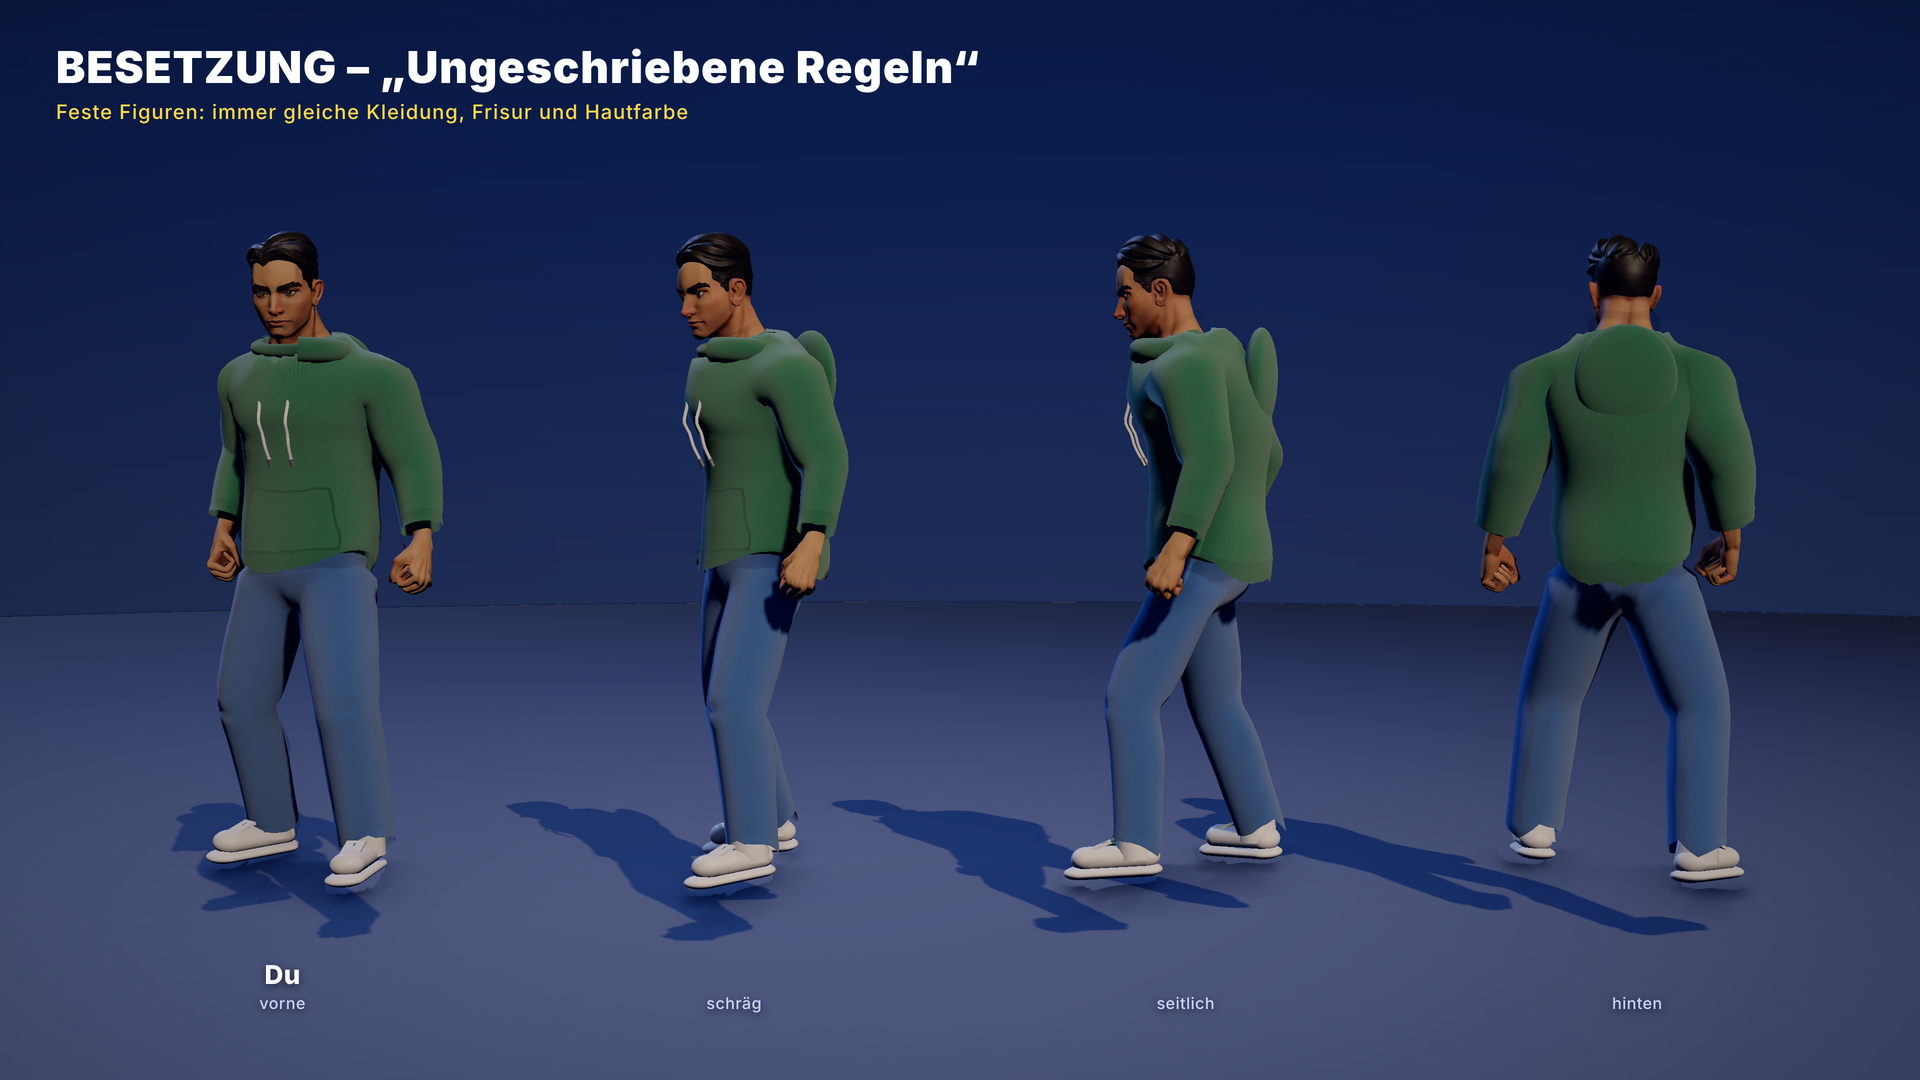 BESETZUNG – „Ungeschriebene Regeln“
Feste Figuren: immer gleiche Kleidung, Frisur und Hautfarbe
Du
vorne
schräg
seitlich
hinten